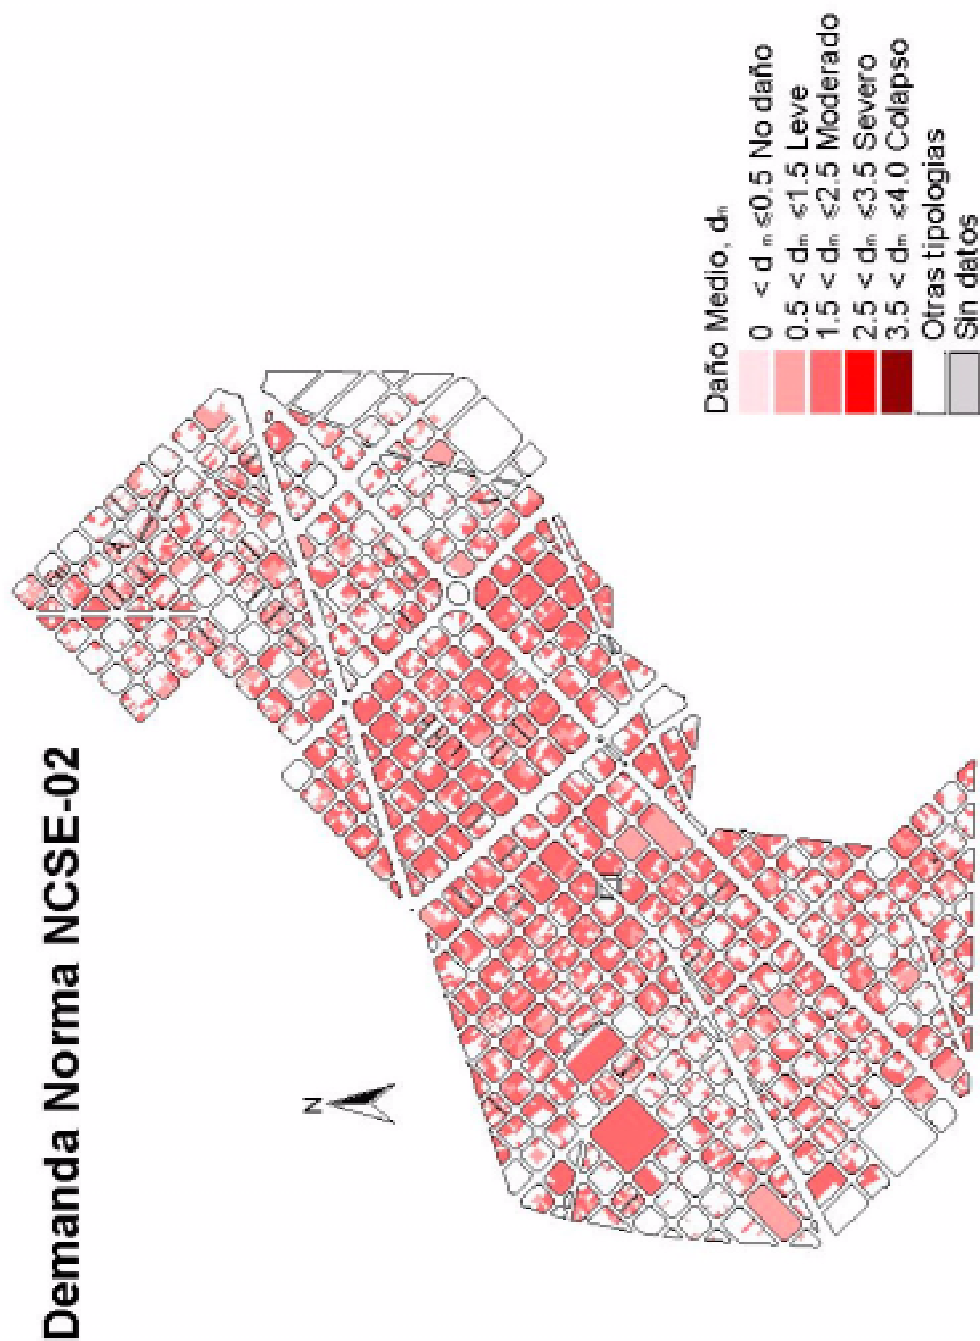 Demanda Norma NCSE-02
N
Daño Medio, dₘ
0 < dₘ ≤0.5 No daño
0.5 < dₘ ≤1.5 Leve
1.5 < dₘ ≤2.5 Moderado
2.5 < dₘ ≤3.5 Severo
3.5 < dₘ ≤4.0 Colapso
Otras tipologias
Sin datos